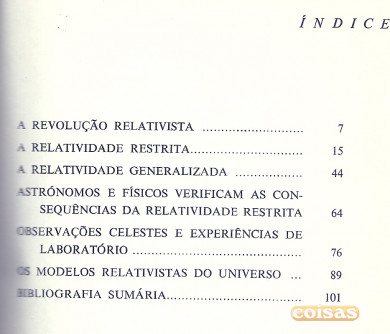 ÍNDICE
A REVOLUÇÃO RELATIVISTA ............................ 7
A RELATIVIDADE RESTRITA............................... 15
A RELATIVIDADE GENERALIZADA .................... 44
ASTRÓNOMOS E FÍSICOS VERIFICAM AS CON-
SEQUÊNCIAS DA RELATIVIDADE RESTRITA 64
OBSERVAÇÕES CELESTES E EXPERIÊNCIAS DE
LABORATÓRIO ............................................... 76
OS MODELOS RELATIVISTAS DO UNIVERSO ... 89
BIBLIOGRAFIA SUMÁRIA..................................... 101
coisas